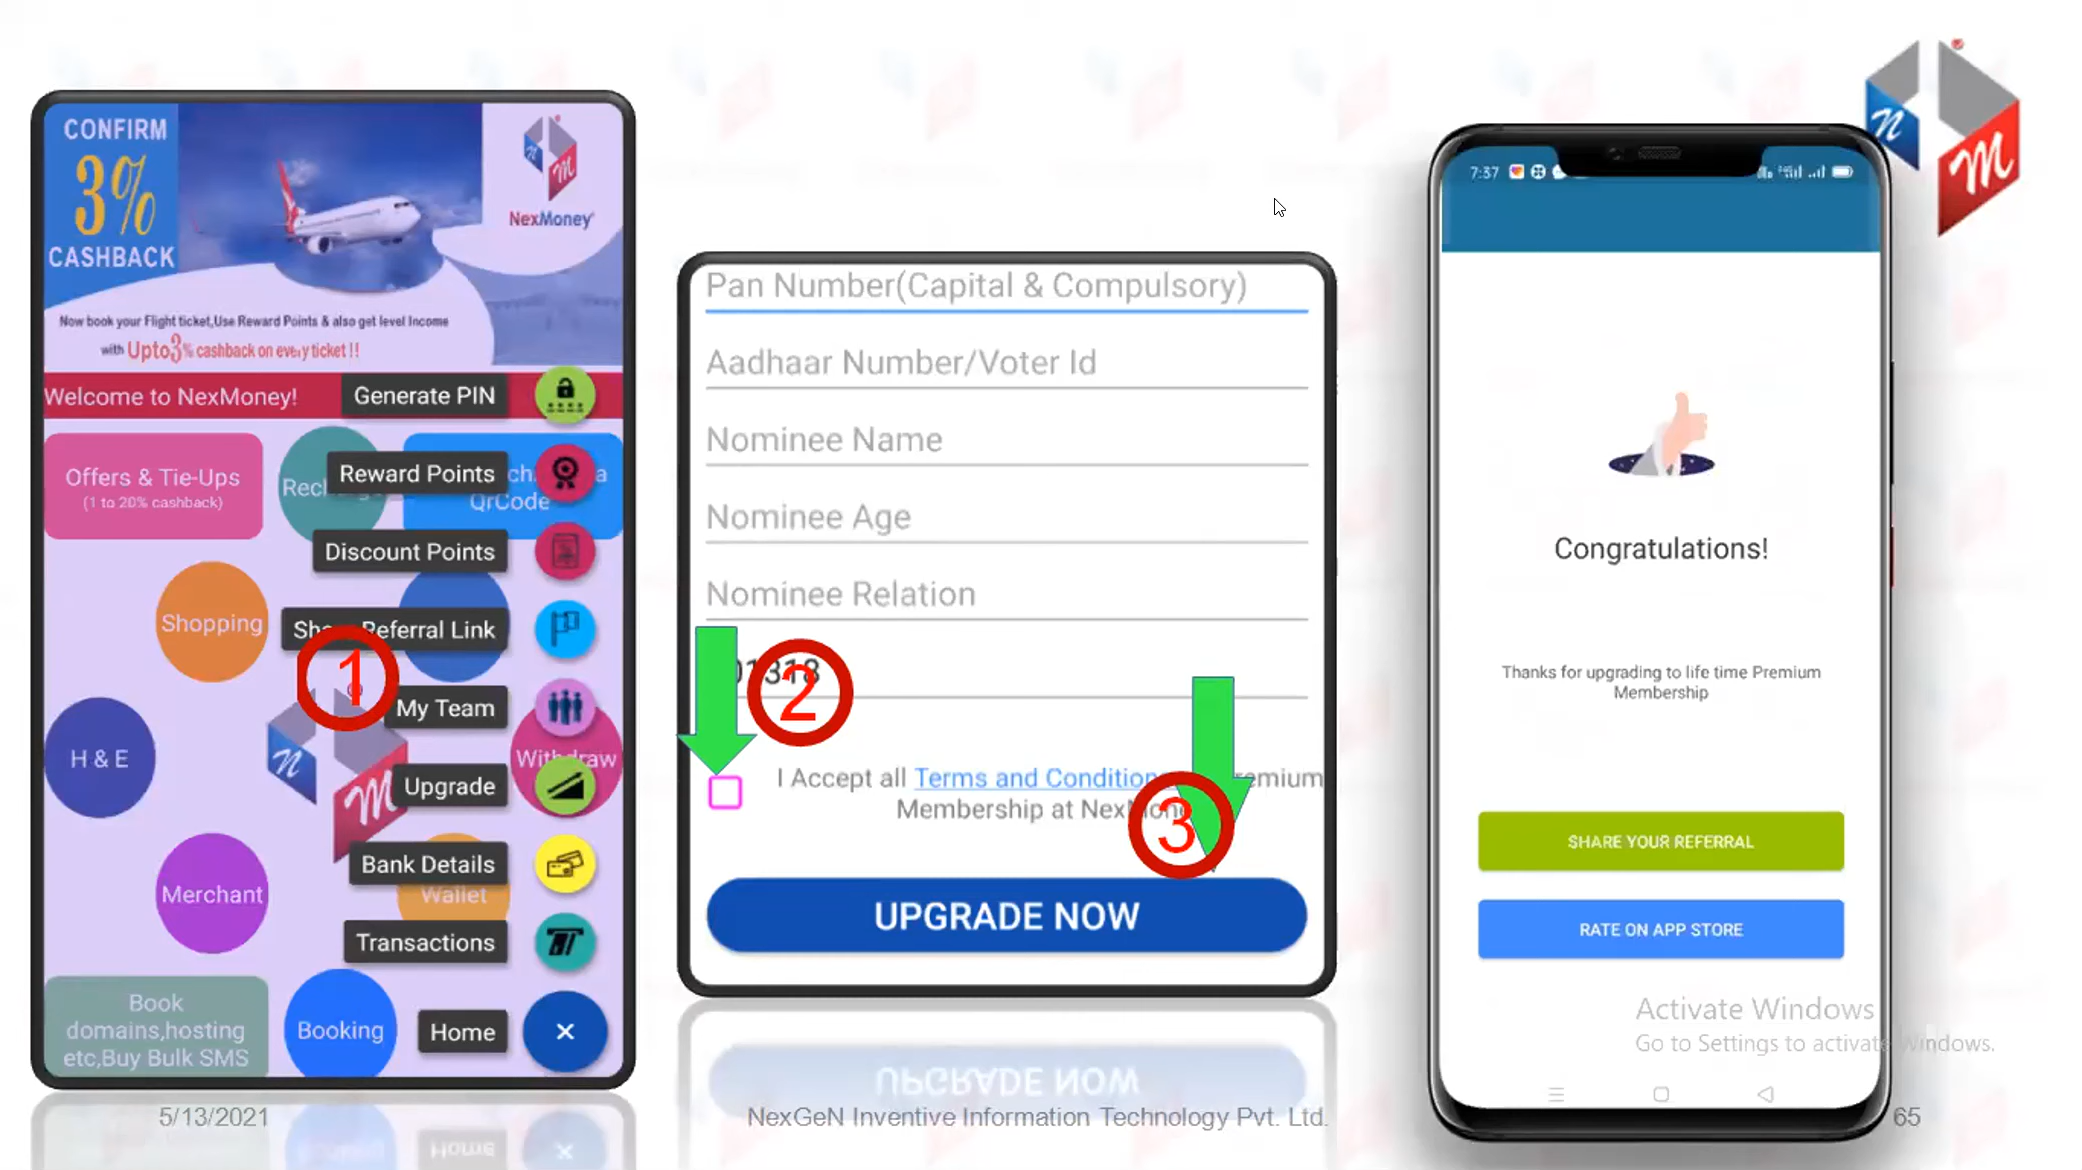 CONFIRM
3%
CASHBACK
NexMoney
Now book your Flight ticket,Use Reward Points & also get level Income
with Upto3% cashback on every ticket !!
Welcome to NexMoney!
Generate PIN
Offers & Tie-Ups
(1 to 20% cashback)
Reward Points
QrCode
Discount Points
Shopping
Referral Link
1
My Team
H & E
n
m
Withdraw
Upgrade
Bank Details
Merchant
Wallet
Transactions
Book
domains,hosting
etc,Buy Bulk SMS
Booking
Home
Pan Number(Capital & Compulsory)
Aadhaar Number/Voter Id
Nominee Name
Nominee Age
Nominee Relation
01318
2
I Accept all Terms and Condition
Membership at NexMoney
3
UPGRADE NOW
7:37
n
m
Congratulations!
Thanks for upgrading to life time Premium
Membership
SHARE YOUR REFERRAL
RATE ON APP STORE
Activate Windows
Go to Settings to activate Windows.
5/13/2021
NexGeN Inventive Information Technology Pvt. Ltd.
65